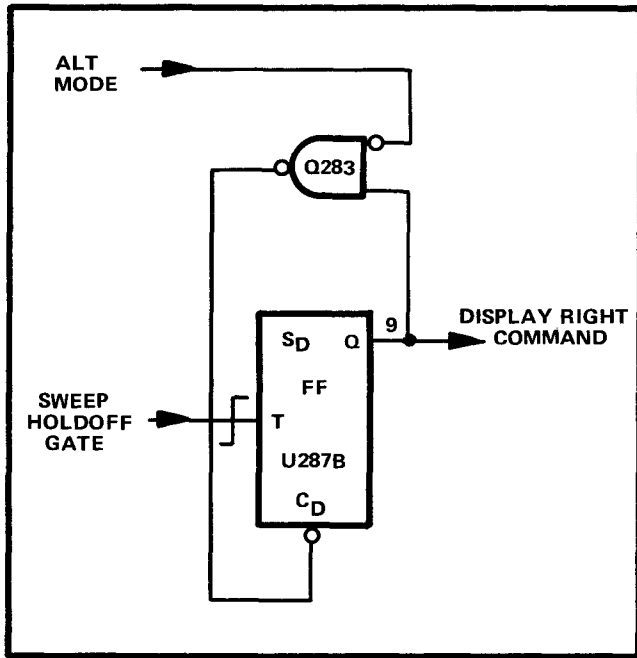 ALT
MODE
Q283
DISPLAY RIGHT
COMMAND
9
SD Q
FF
SWEEP
HOLDOFF
GATE
T
U287B
CD